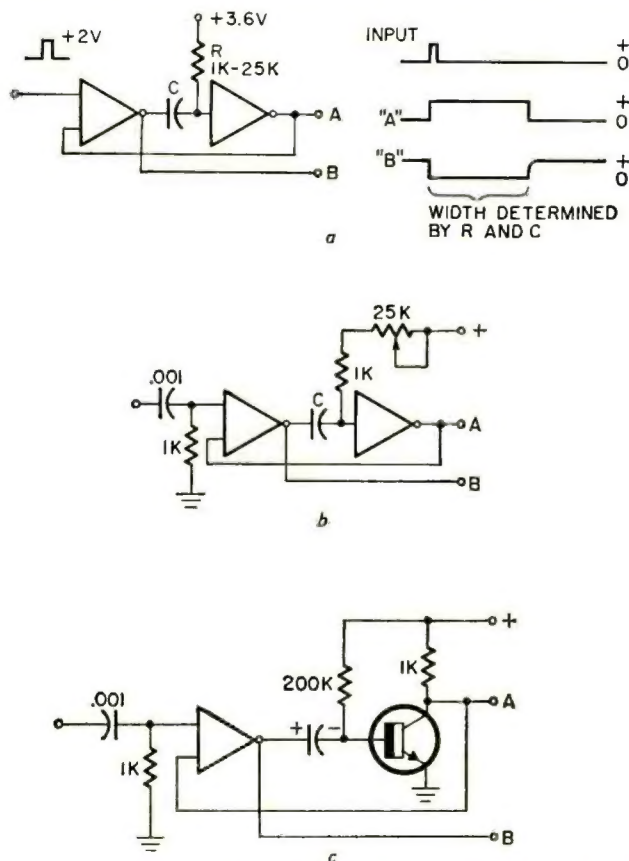 +3.6V
+2V
R
1K-25K
C
A
B
a
INPUT
+
0
"A"
+
0
"B"
+
0
WIDTH DETERMINED
BY R AND C
25K
+
.001
1K
C
1K
A
B
b
+
200K
1K
A
.001
+
-
1K
B
c